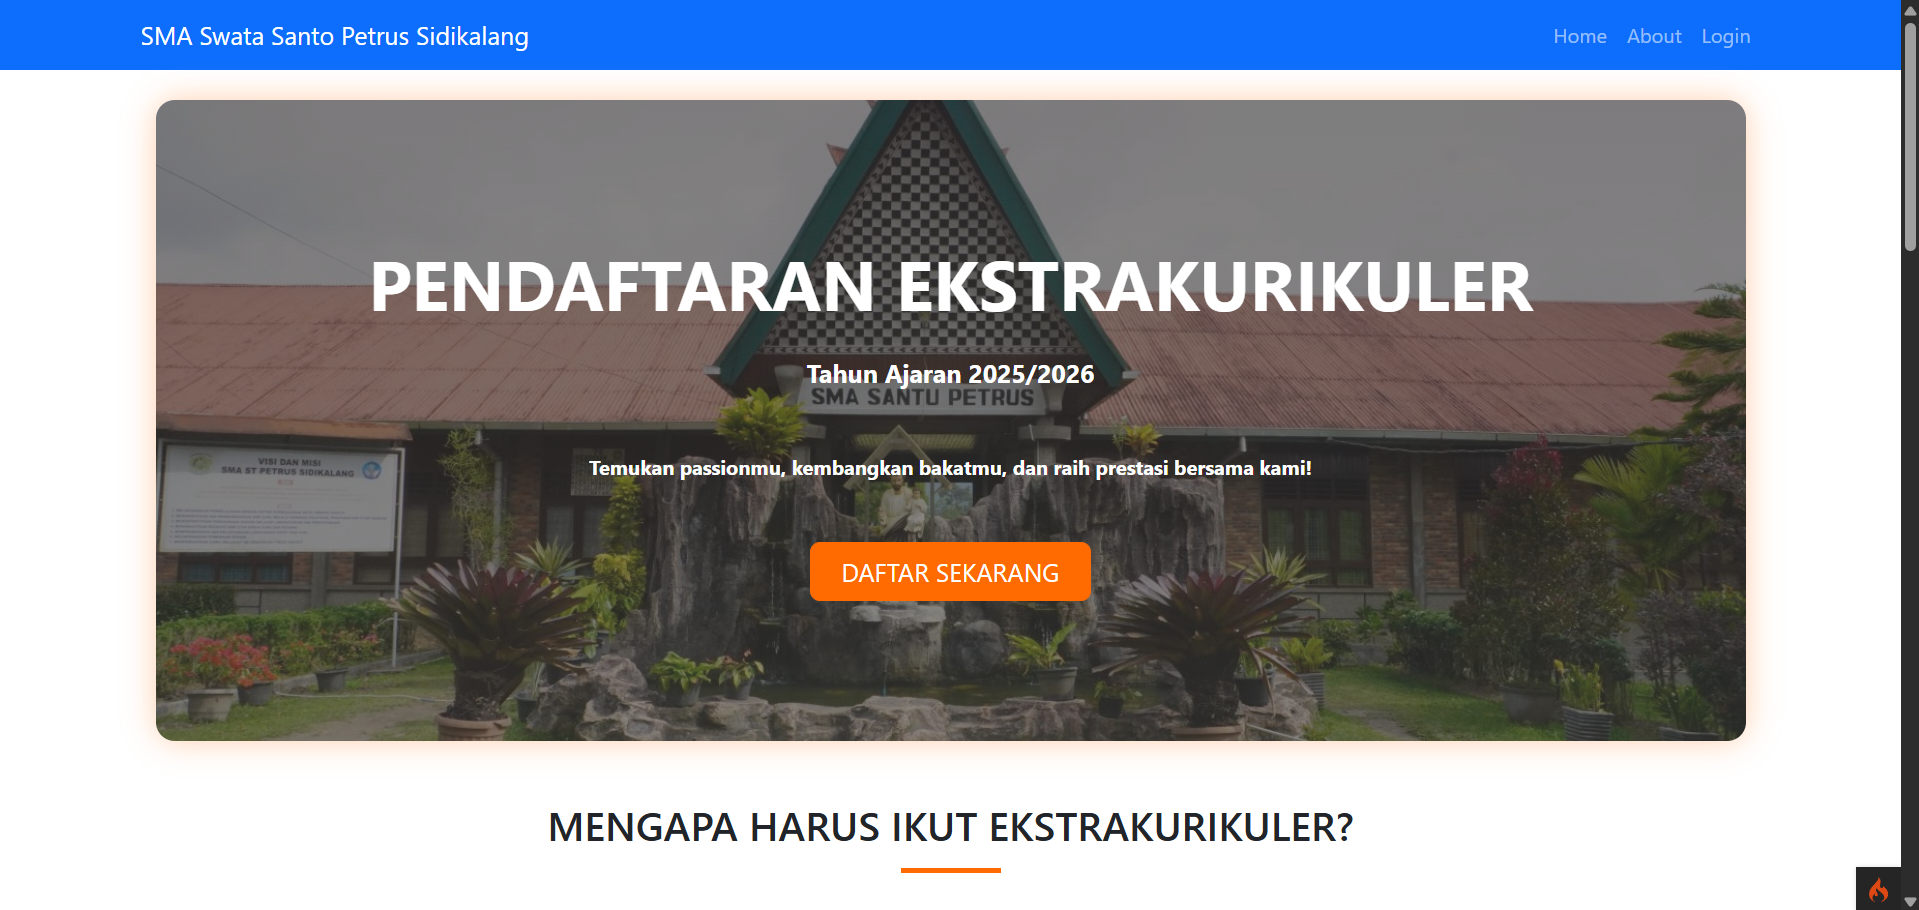 SMA Swata Santo Petrus Sidikalang
Home About Login
PENDAFTARAN EKSTRAKURIKULER
Tahun Ajaran 2025/2026
SMA SANTU PETRUS
VISI DAN MISI
SMA ST PETRUS SIDIKALANG
Temukan passionmu, kembangkan bakatmu, dan raih prestasi bersama kami!
DAFTAR SEKARANG
MENGAPA HARUS IKUT EKSTRAKURIKULER?